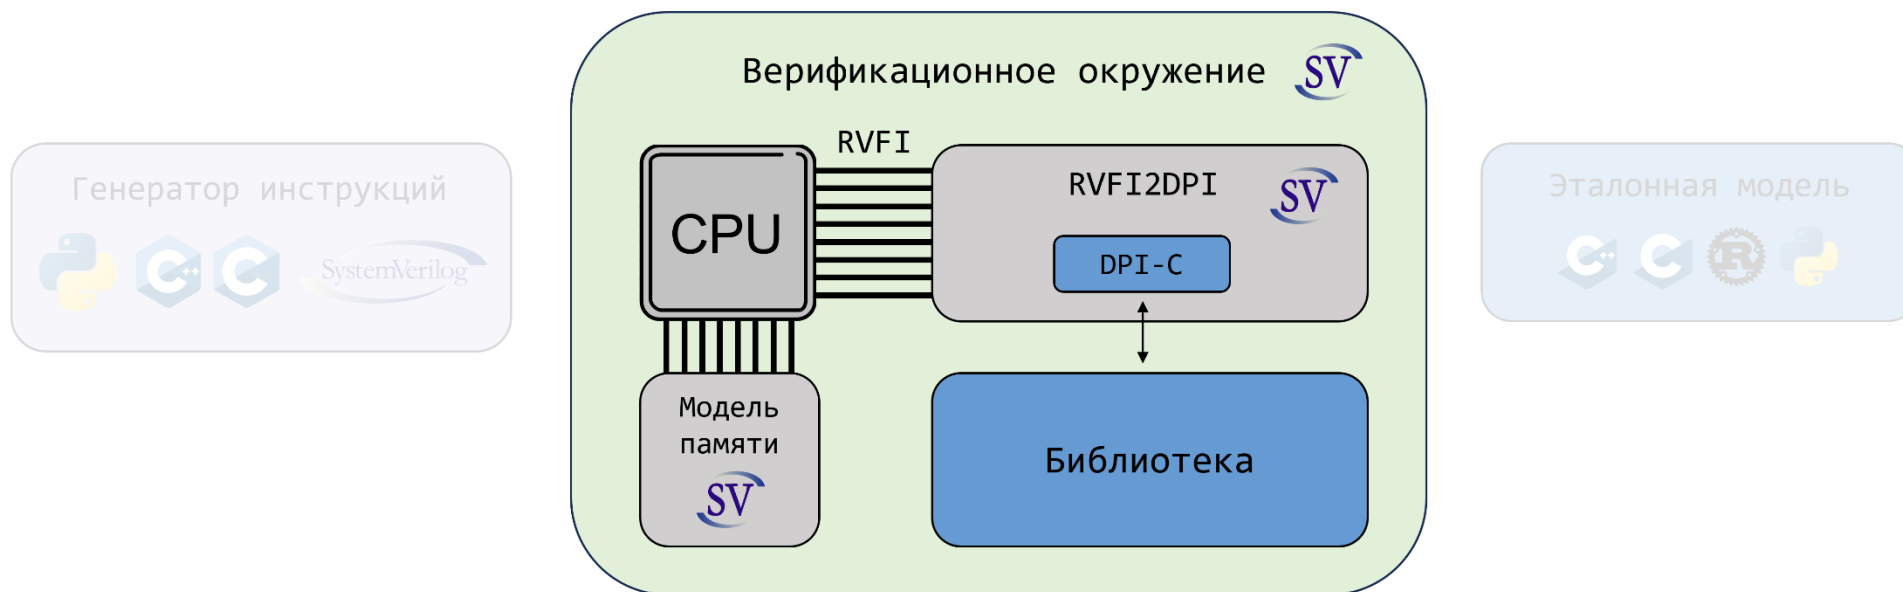 Верификационное окружение SV
RVFI
Генератор инструкций
C++ C SystemVerilog
CPU
RVFI2DPI SV
DPI-C
Эталонная модель
C++ C R
Модель
памяти
SV
Библиотека